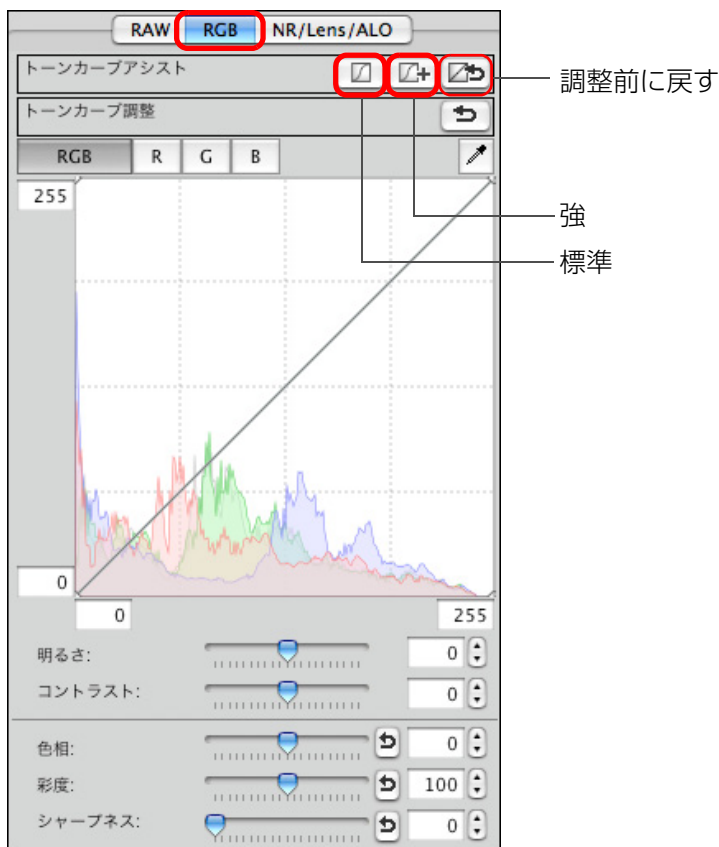 RAW RGB NR/Lens/ALO
トーンカーブアシスト
調整前に戻す
トーンカーブ調整
RGB R G B
255
強
標準
0
0 255
明るさ: 0
コントラスト: 0
色相: 0
彩度: 100
シャープネス: 0